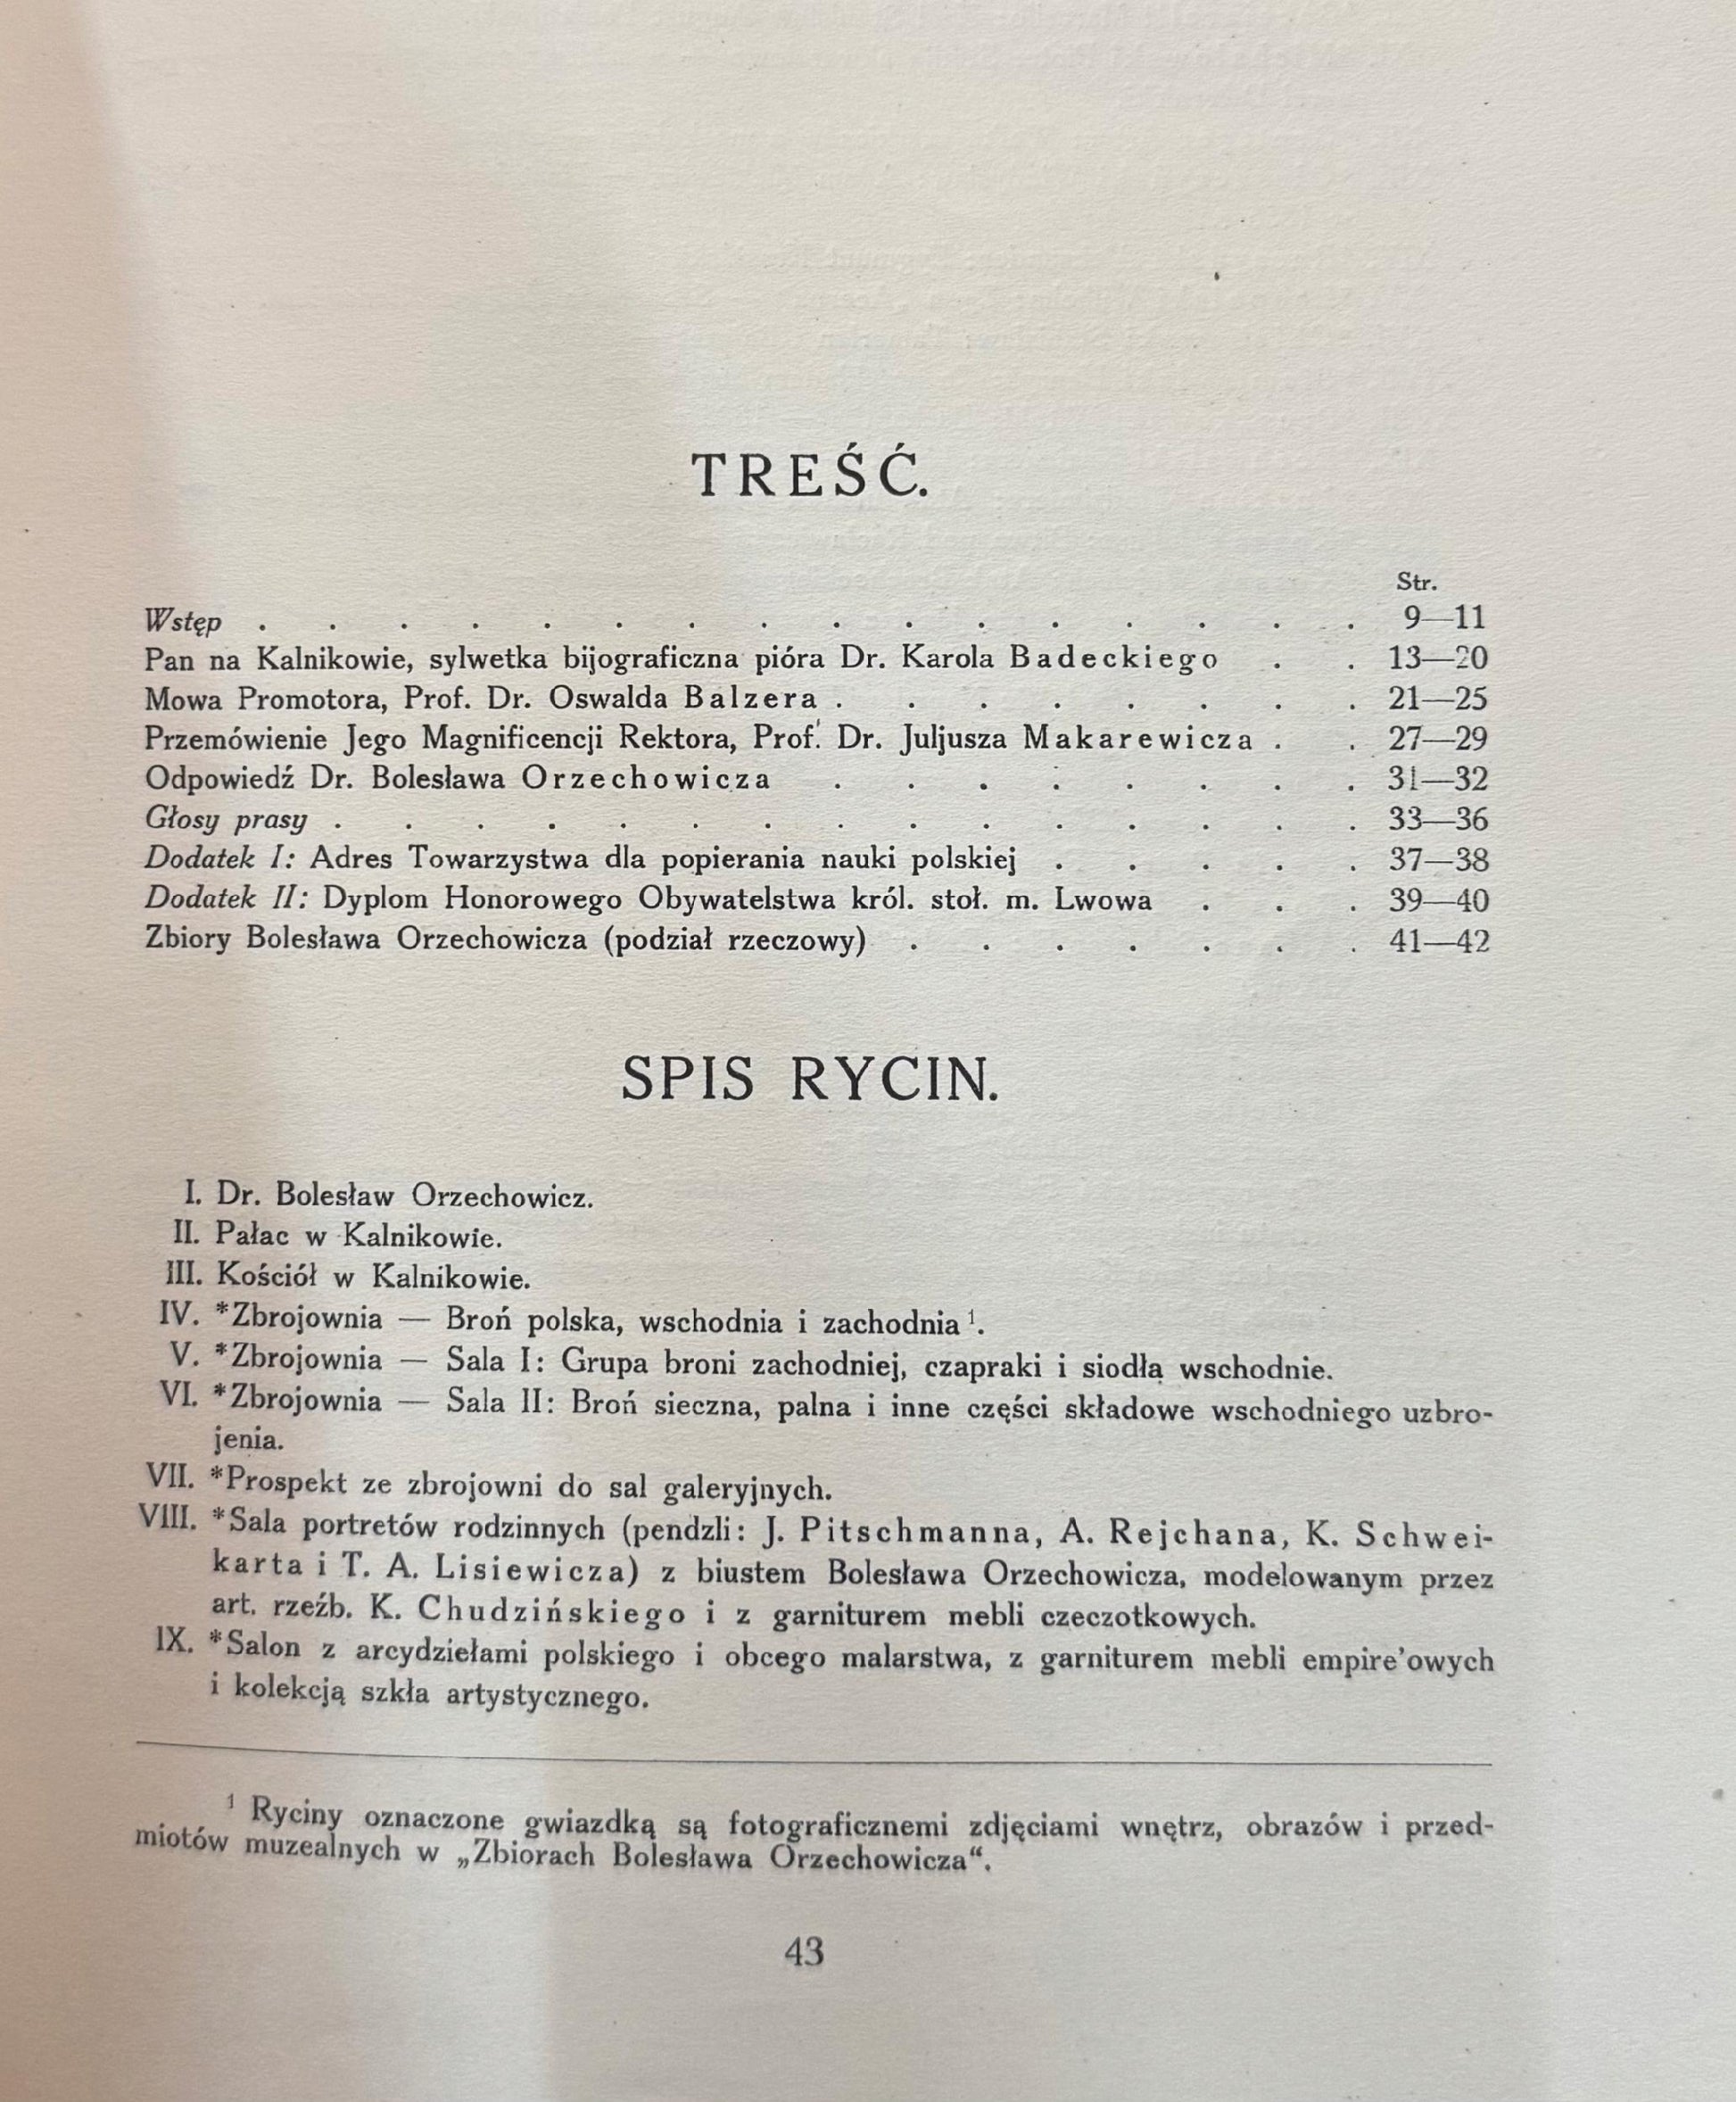 TREŚĆ.
Str.
Wstęp . . . . . . . . . . . . . . . . 9—11
Pan na Kalnikowie, sylwetka bijograficzna pióra Dr. Karola Badeckiego . . 13—20
Mowa Promotora, Prof. Dr. Oswalda Balzera . . . . . . . . 21—25
Przemówienie Jego Magnificencji Rektora, Prof. Dr. Juljusza Makarewicza . . 27—29
Odpowiedź Dr. Bolesława Orzechowicza . . . . . . . . 31—32
Głosy prasy . . . . . . . . . . . . . . . 33—36
Dodatek I: Adres Towarzystwa dla popierania nauki polskiej . . . . . 37—38
Dodatek II: Dyplom Honorowego Obywatelstwa król. stoł. m. Lwowa . . . 39—40
Zbiory Bolesława Orzechowicza (podział rzeczowy) . . . . . . . 41—42
SPIS RYCIN.
I. Dr. Bolesław Orzechowicz.
II. Pałac w Kalnikowie.
III. Kościół w Kalnikowie.
IV. *Zbrojownia — Broń polska, wschodnia i zachodnia ¹.
V. *Zbrojownia — Sala I: Grupa broni zachodniej, czapraki i siodła wschodnie.
VI. *Zbrojownia — Sala II: Broń sieczna, palna i inne części składowe wschodniego uzbro-
jenia.
VII. *Prospekt ze zbrojowni do sal galeryjnych.
VIII. *Sala portretów rodzinnych (pendzli: J. Pitschmanna, A. Rejchana, K. Schwei-
karta i T. A. Lisiewicza) z biustem Bolesława Orzechowicza, modelowanym przez
art. rzeźb. K. Chudzińskiego i z garniturem mebli czeczotkowych.
IX. *Salon z arcydziełami polskiego i obcego malarstwa, z garniturem mebli empire'owych
i kolekcją szkła artystycznego.
¹ Ryciny oznaczone gwiazdką są fotograficznemi zdjęciami wnętrz, obrazów i przed-
miotów muzealnych w „Zbiorach Bolesława Orzechowicza“.
43